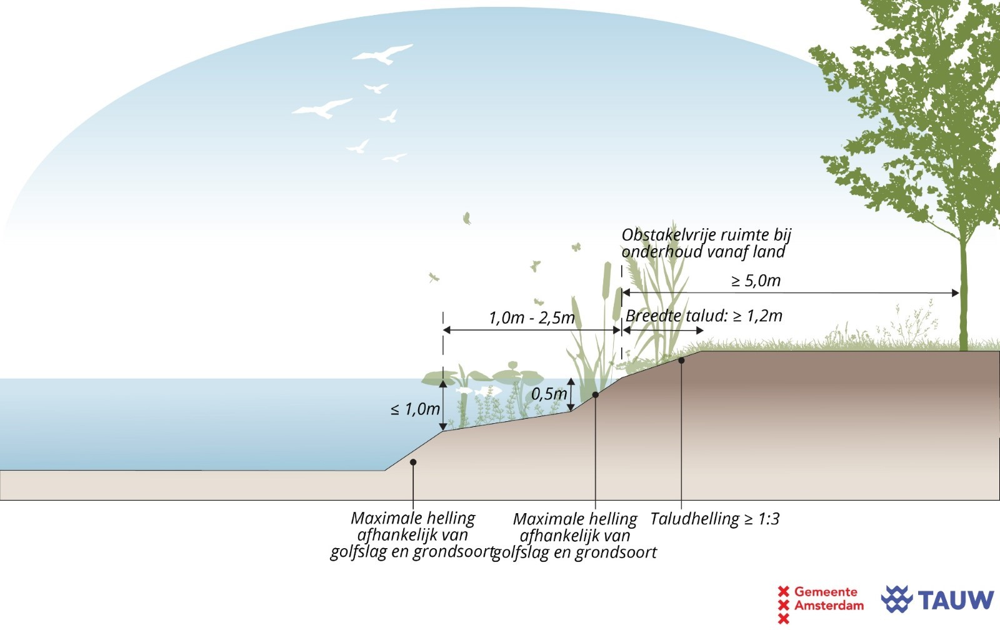 Obstakelvrije ruimte bij
onderhoud vanaf land
≥ 5,0m
1,0m - 2,5m
Breedte talud: ≥ 1,2m
0,5m
≤ 1,0m
Maximale helling
afhankelijk van
golfslag en grondsoort
Maximale helling
afhankelijk van
golfslag en grondsoort
Taludhelling ≥ 1:3
Gemeente
Amsterdam
TAUW